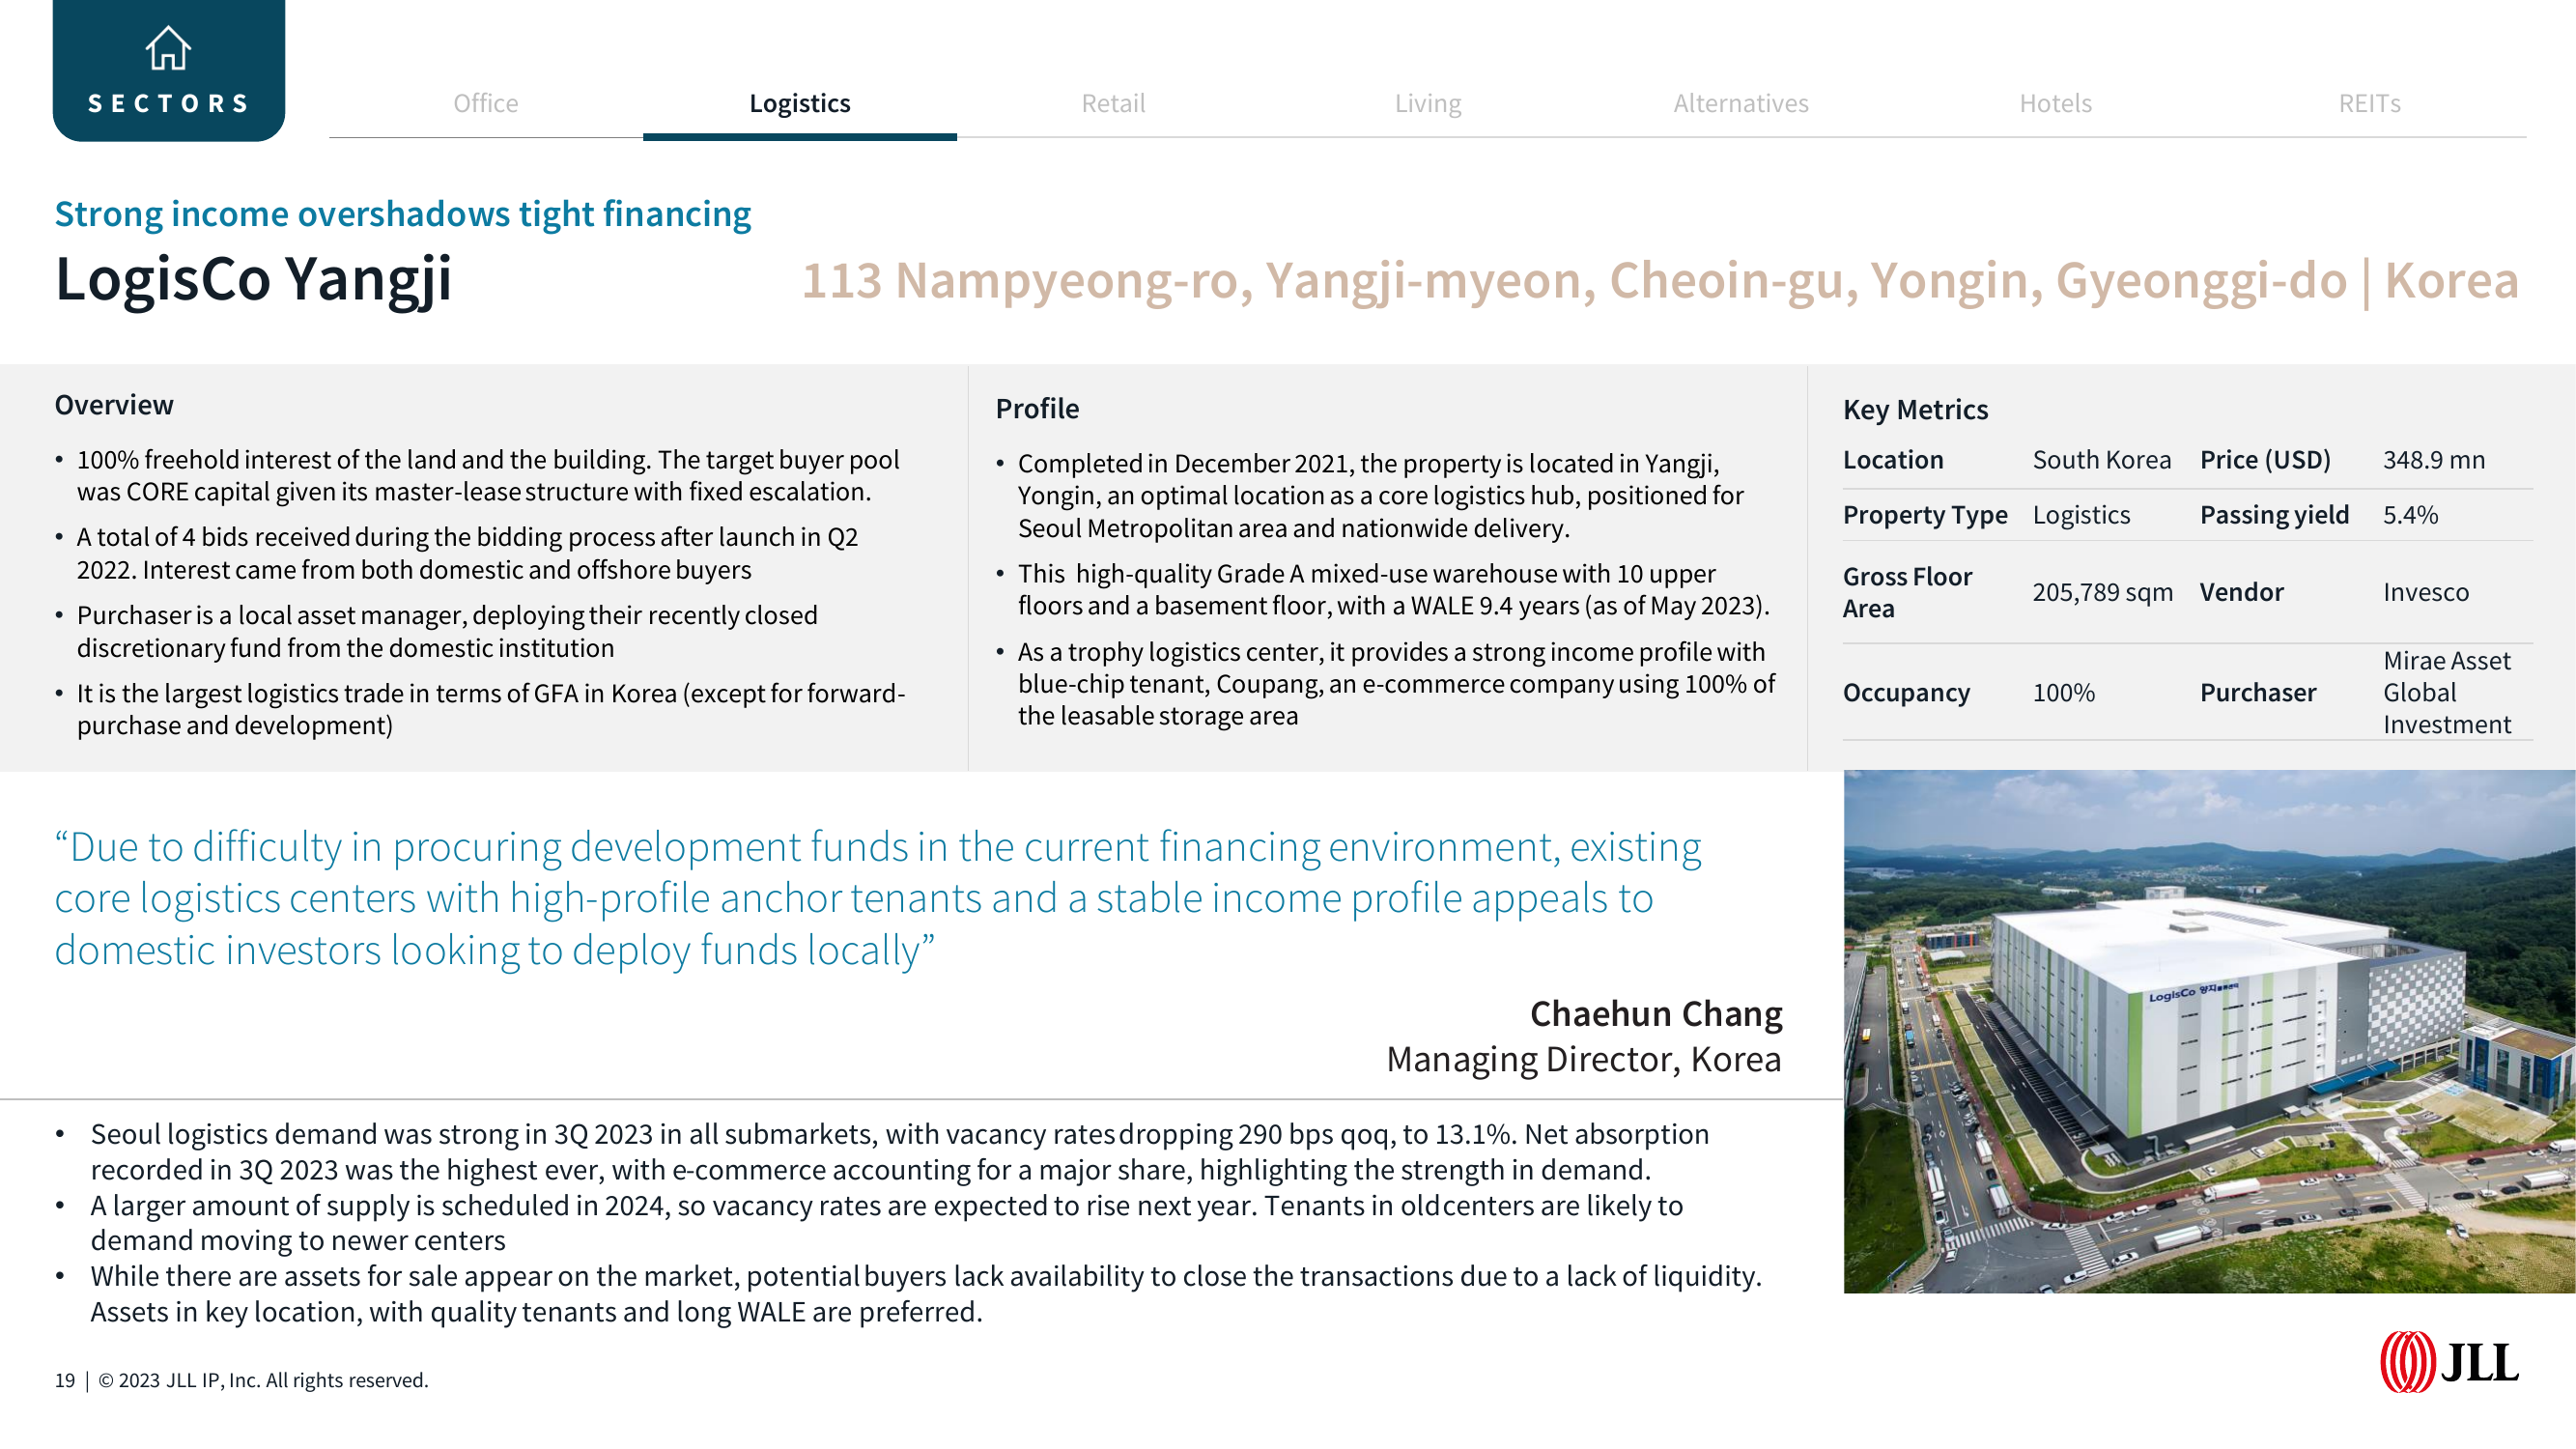 SECTORS
Office
Logistics
Retail
Living
Alternatives
Hotels
REITs
Strong income overshadows tight financing
LogisCo Yangji
113 Nampyeong-ro, Yangji-myeon, Cheoin-gu, Yongin, Gyeonggi-do | Korea
Overview
• 100% freehold interest of the land and the building. The target buyer pool
was CORE capital given its master-lease structure with fixed escalation.
• A total of 4 bids received during the bidding process after launch in Q2
2022. Interest came from both domestic and offshore buyers
• Purchaser is a local asset manager, deploying their recently closed
discretionary fund from the domestic institution
• It is the largest logistics trade in terms of GFA in Korea (except for forward-
purchase and development)
Profile
• Completed in December 2021, the property is located in Yangji,
Yongin, an optimal location as a core logistics hub, positioned for
Seoul Metropolitan area and nationwide delivery.
• This high-quality Grade A mixed-use warehouse with 10 upper
floors and a basement floor, with a WALE 9.4 years (as of May 2023).
• As a trophy logistics center, it provides a strong income profile with
blue-chip tenant, Coupang, an e-commerce company using 100% of
the leasable storage area
Key Metrics
Location South Korea Price (USD) 348.9 mn
Property Type Logistics Passing yield 5.4%
Gross Floor
Area 205,789 sqm Vendor Invesco
Occupancy 100% Purchaser Mirae Asset
Global
Investment
“Due to difficulty in procuring development funds in the current financing environment, existing
core logistics centers with high-profile anchor tenants and a stable income profile appeals to
domestic investors looking to deploy funds locally”
Chaehun Chang
Managing Director, Korea
LogisCo 양지물류센터
• Seoul logistics demand was strong in 3Q 2023 in all submarkets, with vacancy rates dropping 290 bps qoq, to 13.1%. Net absorption
recorded in 3Q 2023 was the highest ever, with e-commerce accounting for a major share, highlighting the strength in demand.
• A larger amount of supply is scheduled in 2024, so vacancy rates are expected to rise next year. Tenants in old centers are likely to
demand moving to newer centers
• While there are assets for sale appear on the market, potential buyers lack availability to close the transactions due to a lack of liquidity.
Assets in key location, with quality tenants and long WALE are preferred.
19 | © 2023 JLL IP, Inc. All rights reserved.
JLL